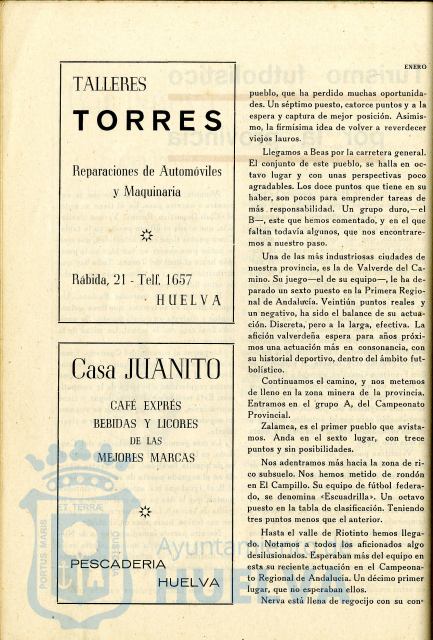 ENERO
TALLERES
TORRES
Reparaciones de Automóviles
y Maquinaria
Rábida, 21 - Telf. 1657
HUELVA
Casa JUANITO
CAFÉ EXPRÉS
BEBIDAS Y LICORES
DE LAS
MEJORES MARCAS
PESCADERIA
HUELVA
pueblo, que ha perdido muchas oportunida-
des. Un séptimo puesto, catorce puntos y a la
espera y captura de mejor posición. Asimis-
mo, la firmísima idea de volver a reverdecer
viejos lauros.
Llegamos a Beas por la carretera general.
El conjunto de este pueblo, se halla en oc-
tavo lugar y con unas perspectivas poco
agradables. Los doce puntos que tiene en su
haber, son pocos para emprender tareas de
más responsabilidad. Un grupo duro,—el
B—, este que hemos comentado, y en el que
faltan todavía algunos, que nos encontrare-
mos a nuestro paso.
Una de las más industriosas ciudades de
nuestra provincia, es la de Valverde del Ca-
mino. Su juego—el de su equipo—, le ha de-
parado un sexto puesto en la Primera Regio-
nal de Andalucía. Veintiún puntos reales y
un negativo, ha sido el balance de su actua-
ción. Discreta, pero a la larga, efectiva. La
afición valverdeña espera para años próxi-
mos una actuación más en consonancia, con
su historial deportivo, dentro del ámbito fut-
bolístico.
Continuamos el camino, y nos metemos
de lleno en la zona minera de la provincia.
Entramos en el grupo A, del Campeonato
Provincial.
Zalamea, es el primer pueblo que avista-
mos. Anda en el sexto lugar, con trece
puntos y sin posibilidades.
Nos adentramos más hacia la zona de ri-
co subsuelo. Nos hemos metido de rondón
en El Campillo. Su equipo de fútbol federa-
do, se denomina «Escuadrilla». Un octavo
puesto en la tabla de clasificación. Teniendo
tres puntos menos que el anterior.
Hasta el valle de Riotinto hemos llega-
do. Notamos a todos los aficionados algo
desilusionados. Esperaban más del equipo en
esta su reciente actuación en el Campeona-
to Regional de Andalucía. Un décimo primer
lugar, que no esperaban ellos.
Nerva está llena de regocijo con su con-
PORTUS MARIS
ET TERRÆ
CUSTODIA
Ayuntamiento de
HUELVA